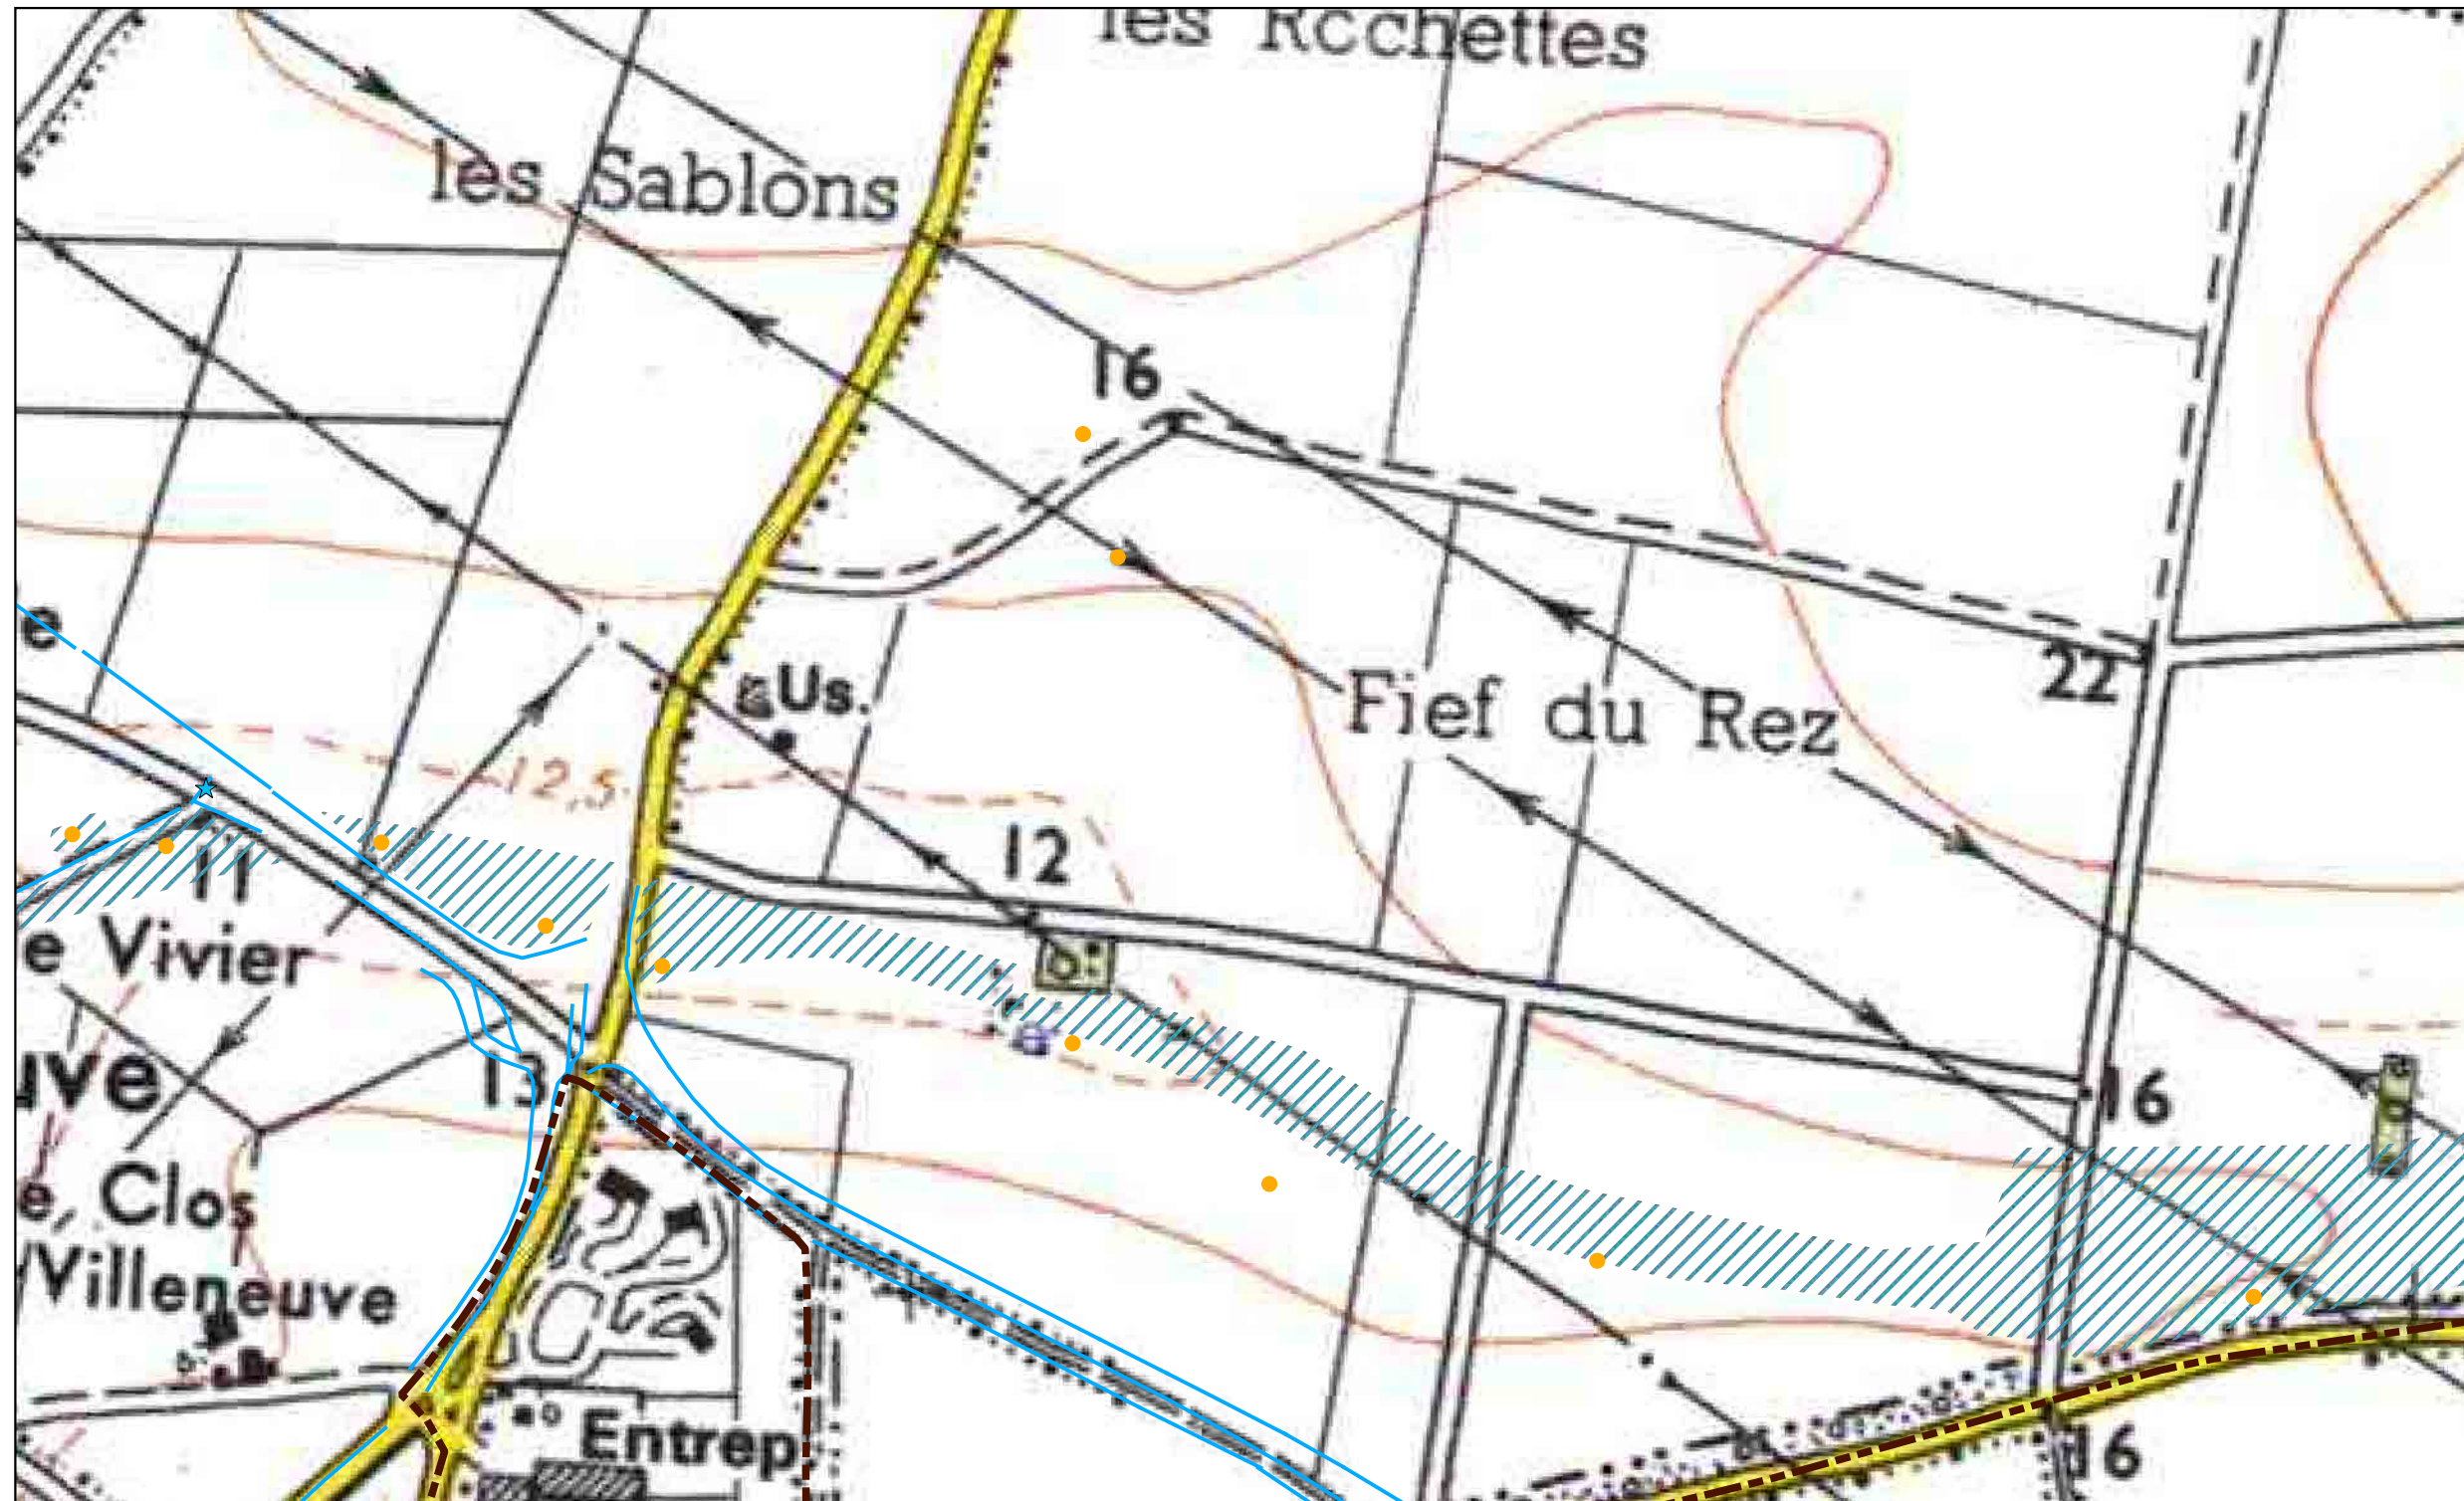 les Rochettes
les Sablons
16
e
Us.
22
Fief du Rez
12,5
12
11
e Vivier
13
uve
16
e Clos
Villeneuve
Entrep.
16